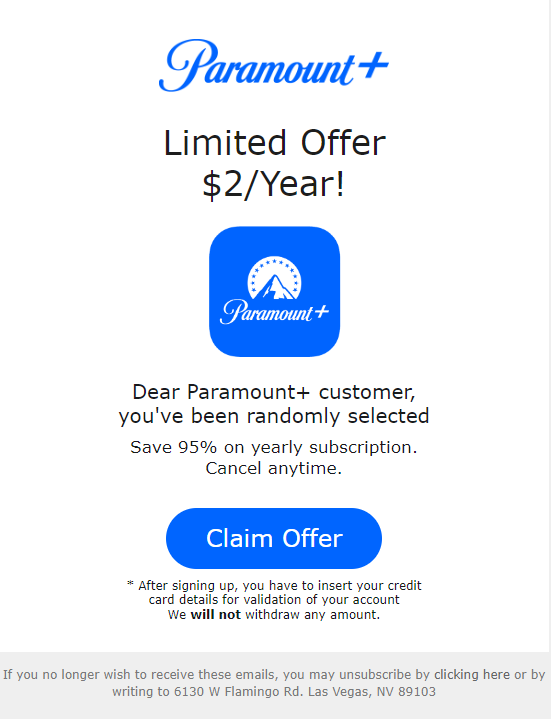 Paramount+
Limited Offer
$2/Year!
Paramount+
Dear Paramount+ customer,
you've been randomly selected
Save 95% on yearly subscription.
Cancel anytime.
Claim Offer
* After signing up, you have to insert your credit
card details for validation of your account
We will not withdraw any amount.
If you no longer wish to receive these emails, you may unsubscribe by clicking here or by
writing to 6130 W Flamingo Rd. Las Vegas, NV 89103